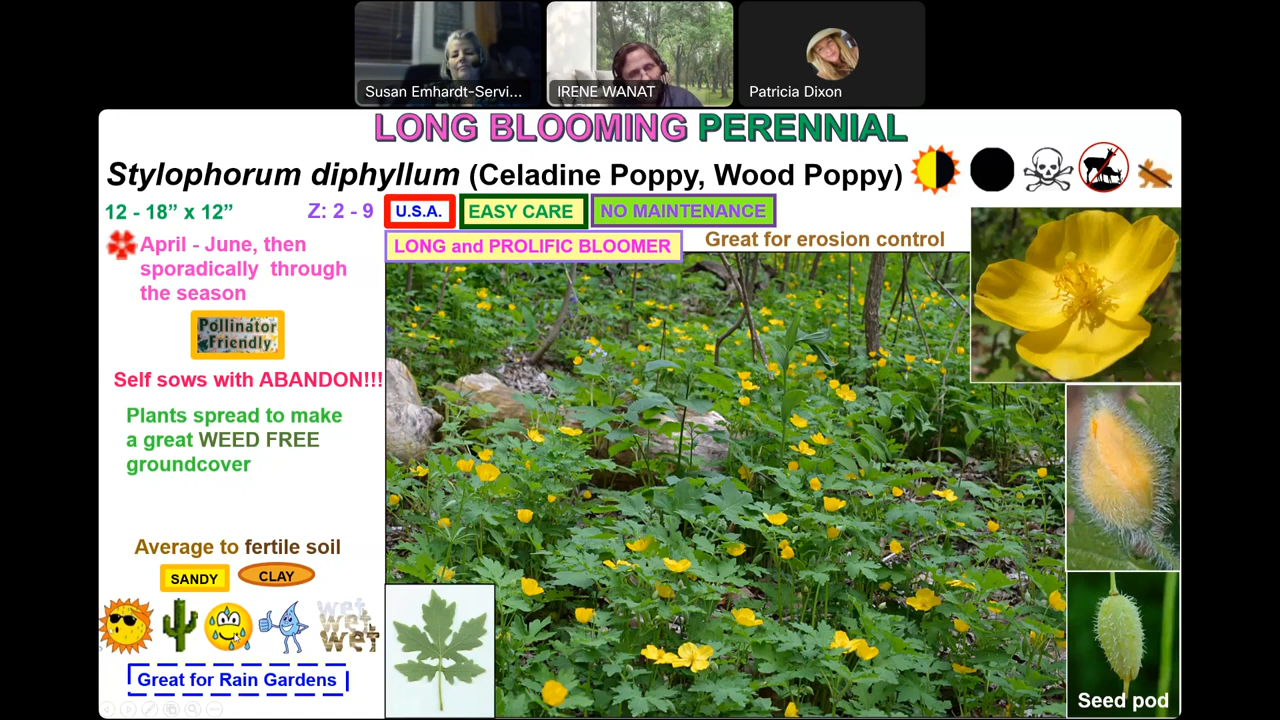 Susan Emhardt-Servi...
IRENE WANAT
Patricia Dixon
LONG BLOOMING PERENNIAL
Stylophorum diphyllum (Celadine Poppy, Wood Poppy)
12 - 18” x 12”
Z: 2 - 9
U.S.A.
EASY CARE
NO MAINTENANCE
LONG and PROLIFIC BLOOMER
Great for erosion control
April - June, then
sporadically through
the season
Pollinator
Friendly
Self sows with ABANDON!!!
Plants spread to make
a great WEED FREE
groundcover
Average to fertile soil
SANDY
CLAY
wet
wet
wet
Great for Rain Gardens
Seed pod